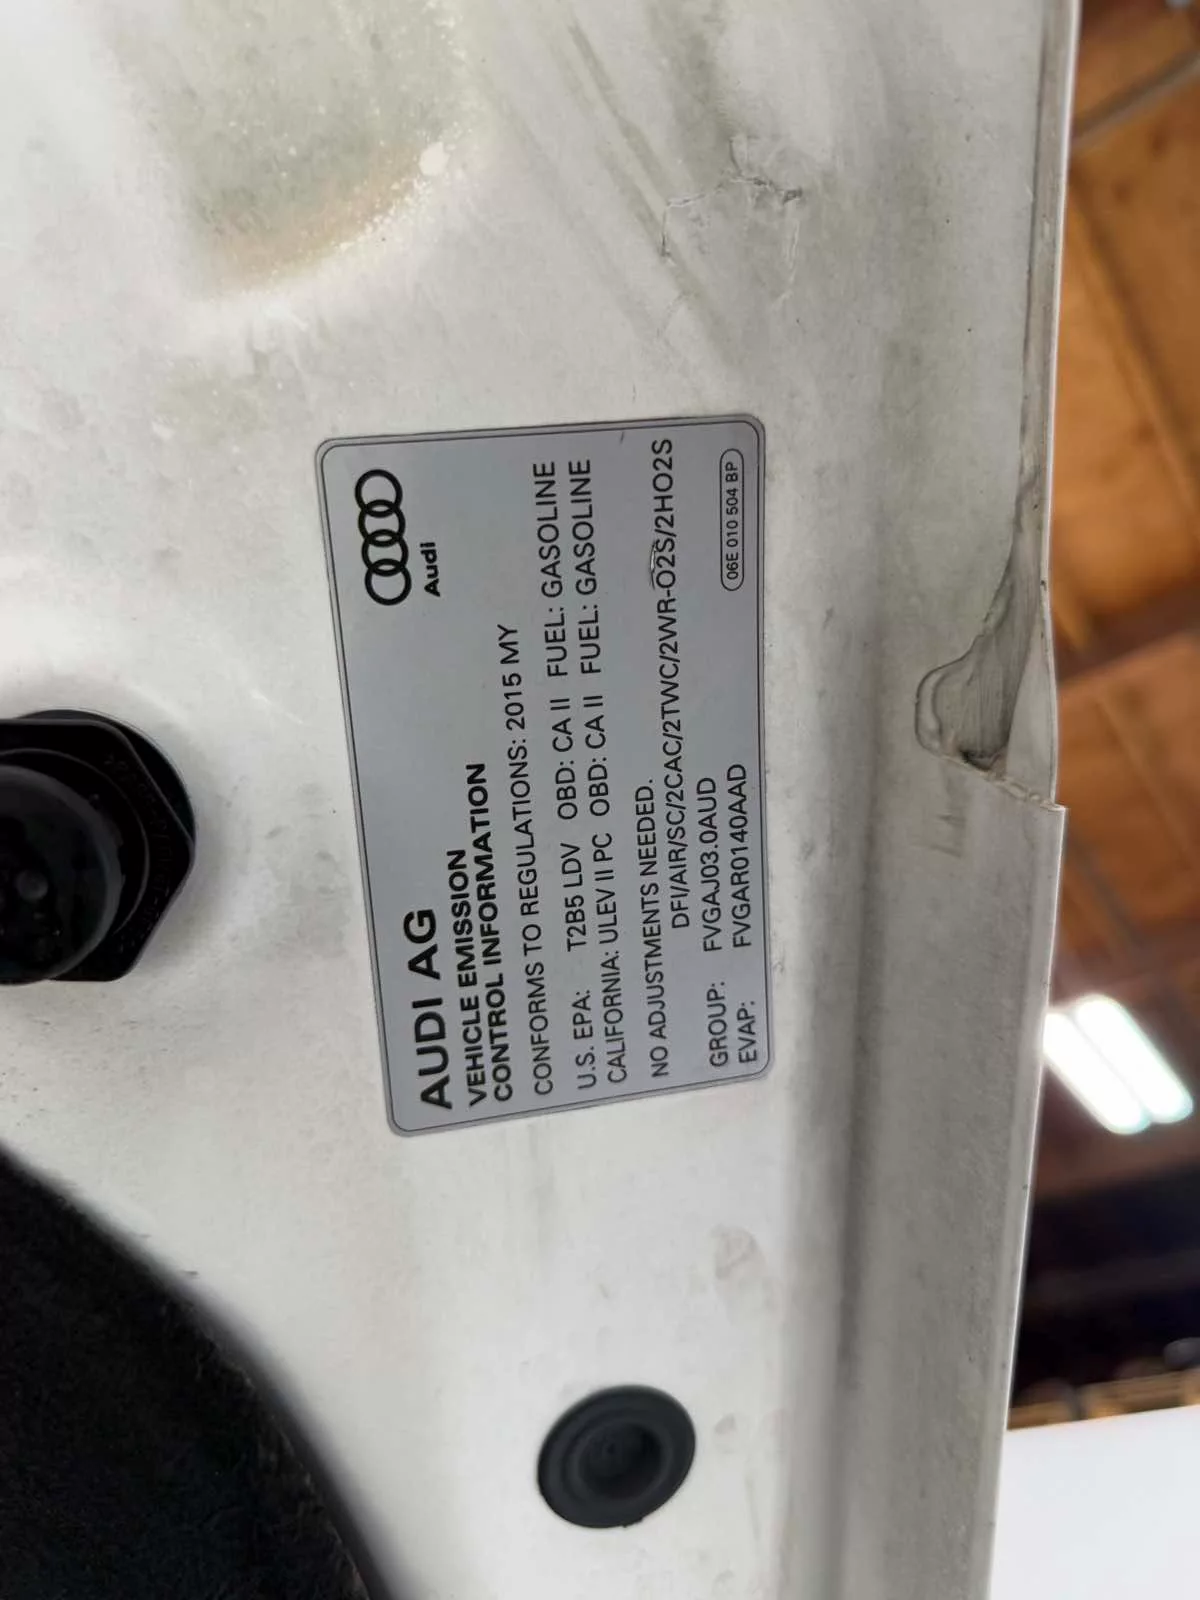 AUDI AG
Audi
VEHICLE EMISSION
CONTROL INFORMATION
CONFORMS TO REGULATIONS: 2015 MY
U.S. EPA: T2B5 LDV OBD: CA II FUEL: GASOLINE
CALIFORNIA: ULEV II PC OBD: CA II FUEL: GASOLINE
NO ADJUSTMENTS NEEDED.
DFI/AIR/SC/2CAC/2TWC/2WR-O2S/2HO2S
GROUP: FVGAJ03.0AUD
EVAP: FVGAR0140AAD
06E 010 504 BP